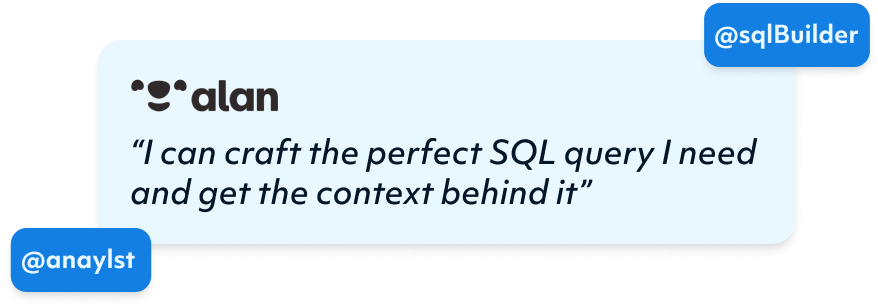 @sqlBuilder
alan
“I can craft the perfect SQL query I need
and get the context behind it”
@anaylst